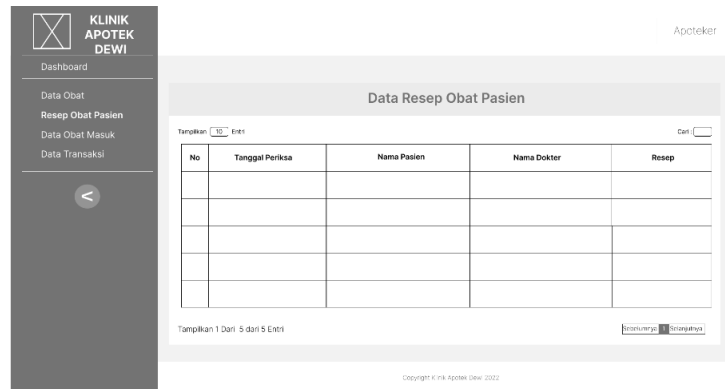 KLINIK
APOTEK
DEWI
Apoteker
Dashboard
Data Obat
Resep Obat Pasien
Data Obat Masuk
Data Transaksi
<
Data Resep Obat Pasien
Tampilkan 10 Entri
Cari :
No Tanggal Periksa Nama Pasien Nama Dokter Resep
Tampilkan 1 Dari 5 dari 5 Entri
Sebelumnya 1 Selanjutnya
Copyright Klinik Apotek Dewi 2022